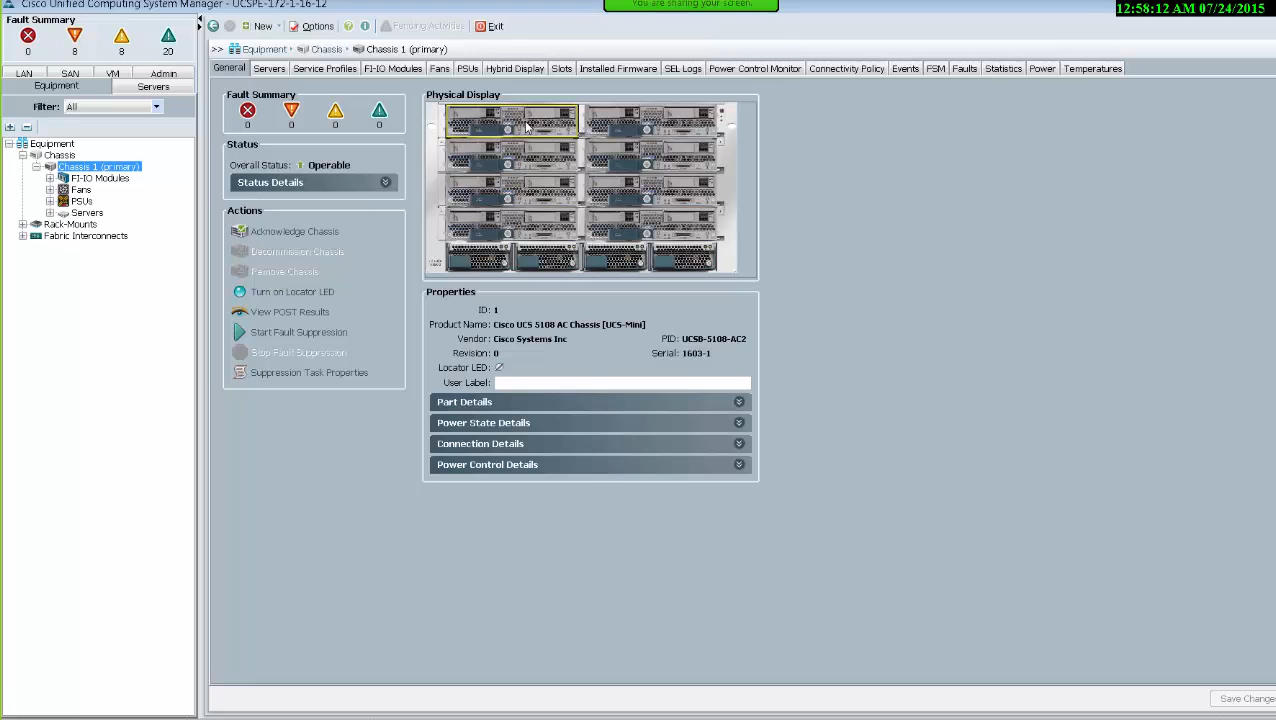 Cisco Unified Computing System Manager - UCSPE-172-1-16-12
You are sharing your screen.
12:58:12 AM 07/24/2015
Fault Summary
0 8 8 20
New Options Pending Activities Exit
>> Equipment Chassis Chassis 1 (primary)
LAN SAN VM Admin
Equipment Servers
Filter: All
Equipment
Chassis
Chassis 1 (primary)
FI-IO Modules
Fans
PSUs
Servers
Rack-Mounts
Fabric Interconnects
General Servers Service Profiles FI-IO Modules Fans PSUs Hybrid Display Slots Installed Firmware SEL Logs Power Control Monitor Connectivity Policy Events FSM Faults Statistics Power Temperatures
Fault Summary
0 0 0 0
Status
Overall Status: Operable
Status Details
Actions
Acknowledge Chassis
Decommission Chassis
Remove Chassis
Turn on Locator LED
View POST Results
Start Fault Suppression
Stop Fault Suppression
Suppression Task Properties
Physical Display
Properties
ID: 1
Product Name: Cisco UCS 5108 AC Chassis [UCS-Mini]
Vendor: Cisco Systems Inc PID: UCSB-5108-AC2
Revision: 0 Serial: 1603-1
Locator LED:
User Label:
Part Details
Power State Details
Connection Details
Power Control Details
Save Changes